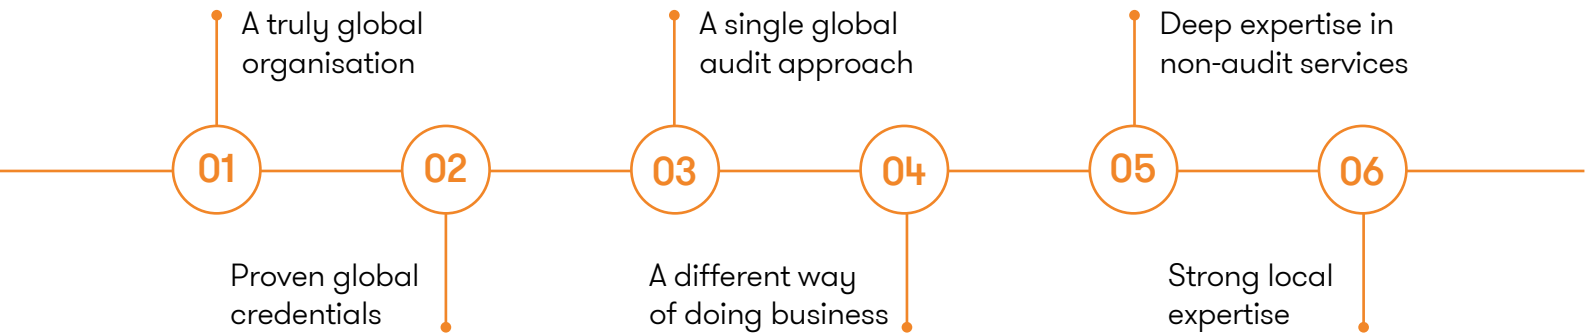 A truly global
organisation
A single global
audit approach
Deep expertise in
non-audit services
01
02
03
04
05
06
Proven global
credentials
A different way
of doing business
Strong local
expertise